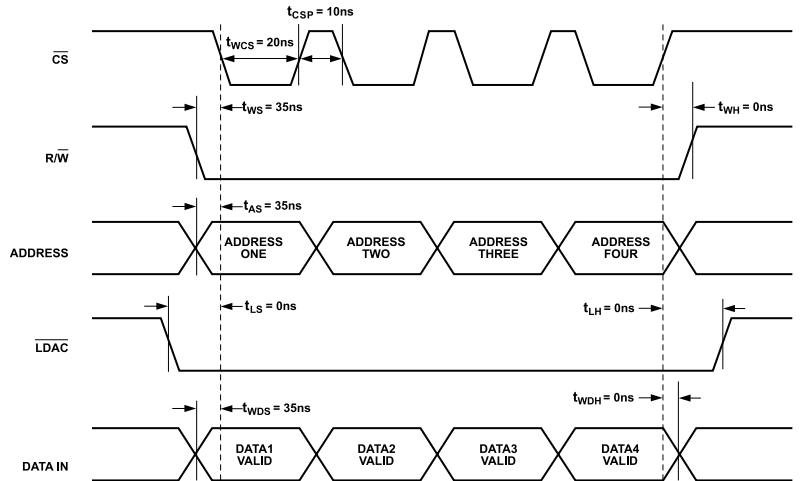 tCSP = 10ns
tWCS = 20ns
CS
tWS = 35ns
tWH = 0ns
R/W
tAS = 35ns
ADDRESS
ADDRESS
ONE
ADDRESS
TWO
ADDRESS
THREE
ADDRESS
FOUR
tLS = 0ns
tLH = 0ns
LDAC
tWDS = 35ns
tWDH = 0ns
DATA IN
DATA1
VALID
DATA2
VALID
DATA3
VALID
DATA4
VALID